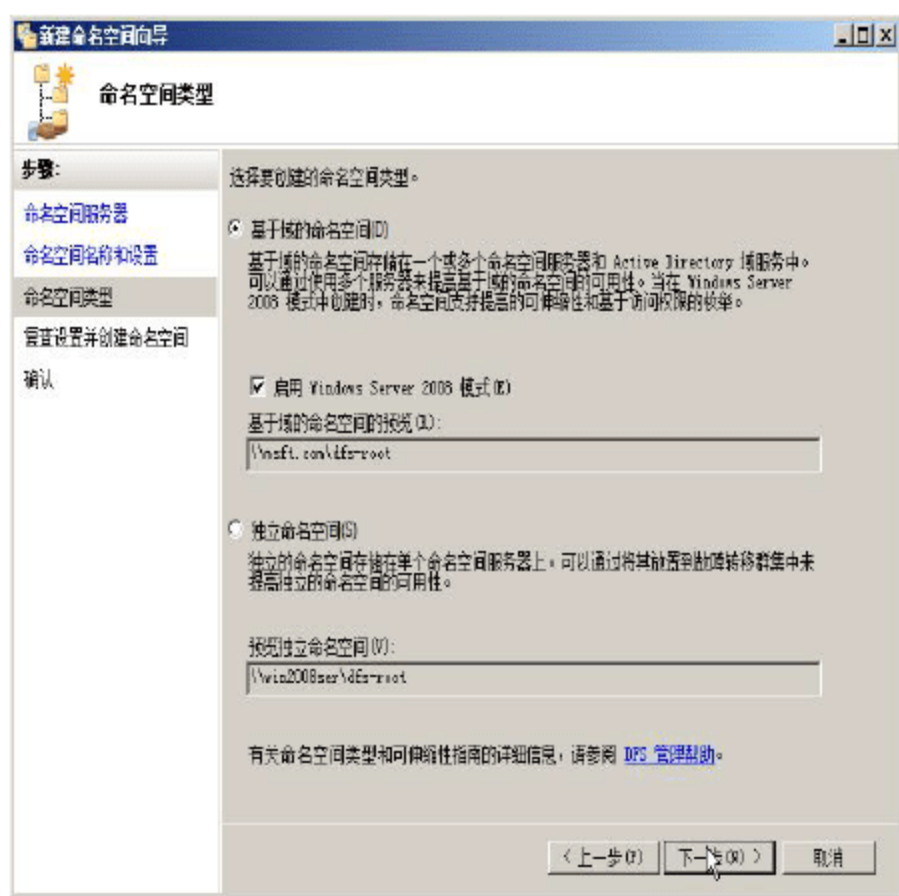 新建命名空间向导
命名空间类型
步骤:
命名空间服务器
命名空间名称和设置
命名空间类型
复查设置并创建命名空间
确认
选择要创建的命名空间类型。
基于域的命名空间(D)
基于域的命名空间存储在一个或多个命名空间服务器和 Active Directory 域服务中。
可以通过使用多个服务器来提高基于域的命名空间的可用性。当在 Windows Server
2008 模式中创建时，命名空间支持提高的可伸缩性和基于访问权限的枚举。
启用 Windows Server 2008 模式(E)
基于域的命名空间的预览(R):
\\msft.com\dfs-root
独立命名空间(S)
独立的命名空间存储在单个命名空间服务器上。可以通过将其放置到故障转移群集中来
提高独立的命名空间的可用性。
预览独立命名空间(V):
\\win2008ser\dfs-root
有关命名空间类型和可伸缩性指南的详细信息，请参阅 DFS 管理帮助。
< 上一步(P)
下一步(N) >
取消